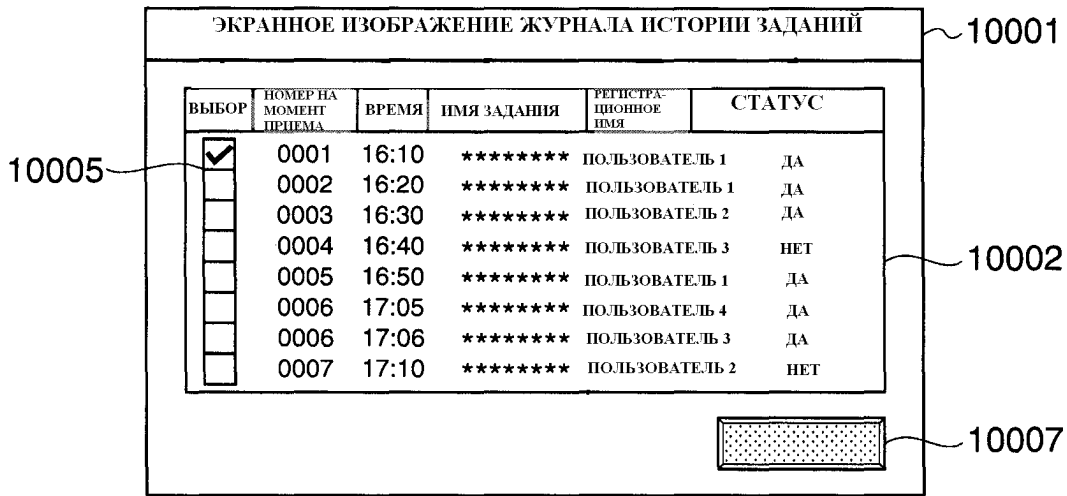 ЭКРАННОЕ ИЗОБРАЖЕНИЕ ЖУРНАЛА ИСТОРИИ ЗАДАНИЙ
10001
ВЫБОР НОМЕР НА МОМЕНТ ПРИЕМА ВРЕМЯ ИМЯ ЗАДАНИЯ РЕГИСТРА-ЦИОННОЕ ИМЯ СТАТУС
0001 16:10 ******** ПОЛЬЗОВАТЕЛЬ 1 ДА
10005
0002 16:20 ******** ПОЛЬЗОВАТЕЛЬ 1 ДА
0003 16:30 ******** ПОЛЬЗОВАТЕЛЬ 2 ДА
0004 16:40 ******** ПОЛЬЗОВАТЕЛЬ 3 НЕТ
10002
0005 16:50 ******** ПОЛЬЗОВАТЕЛЬ 1 ДА
0006 17:05 ******** ПОЛЬЗОВАТЕЛЬ 4 ДА
0006 17:06 ******** ПОЛЬЗОВАТЕЛЬ 3 ДА
0007 17:10 ******** ПОЛЬЗОВАТЕЛЬ 2 НЕТ
10007